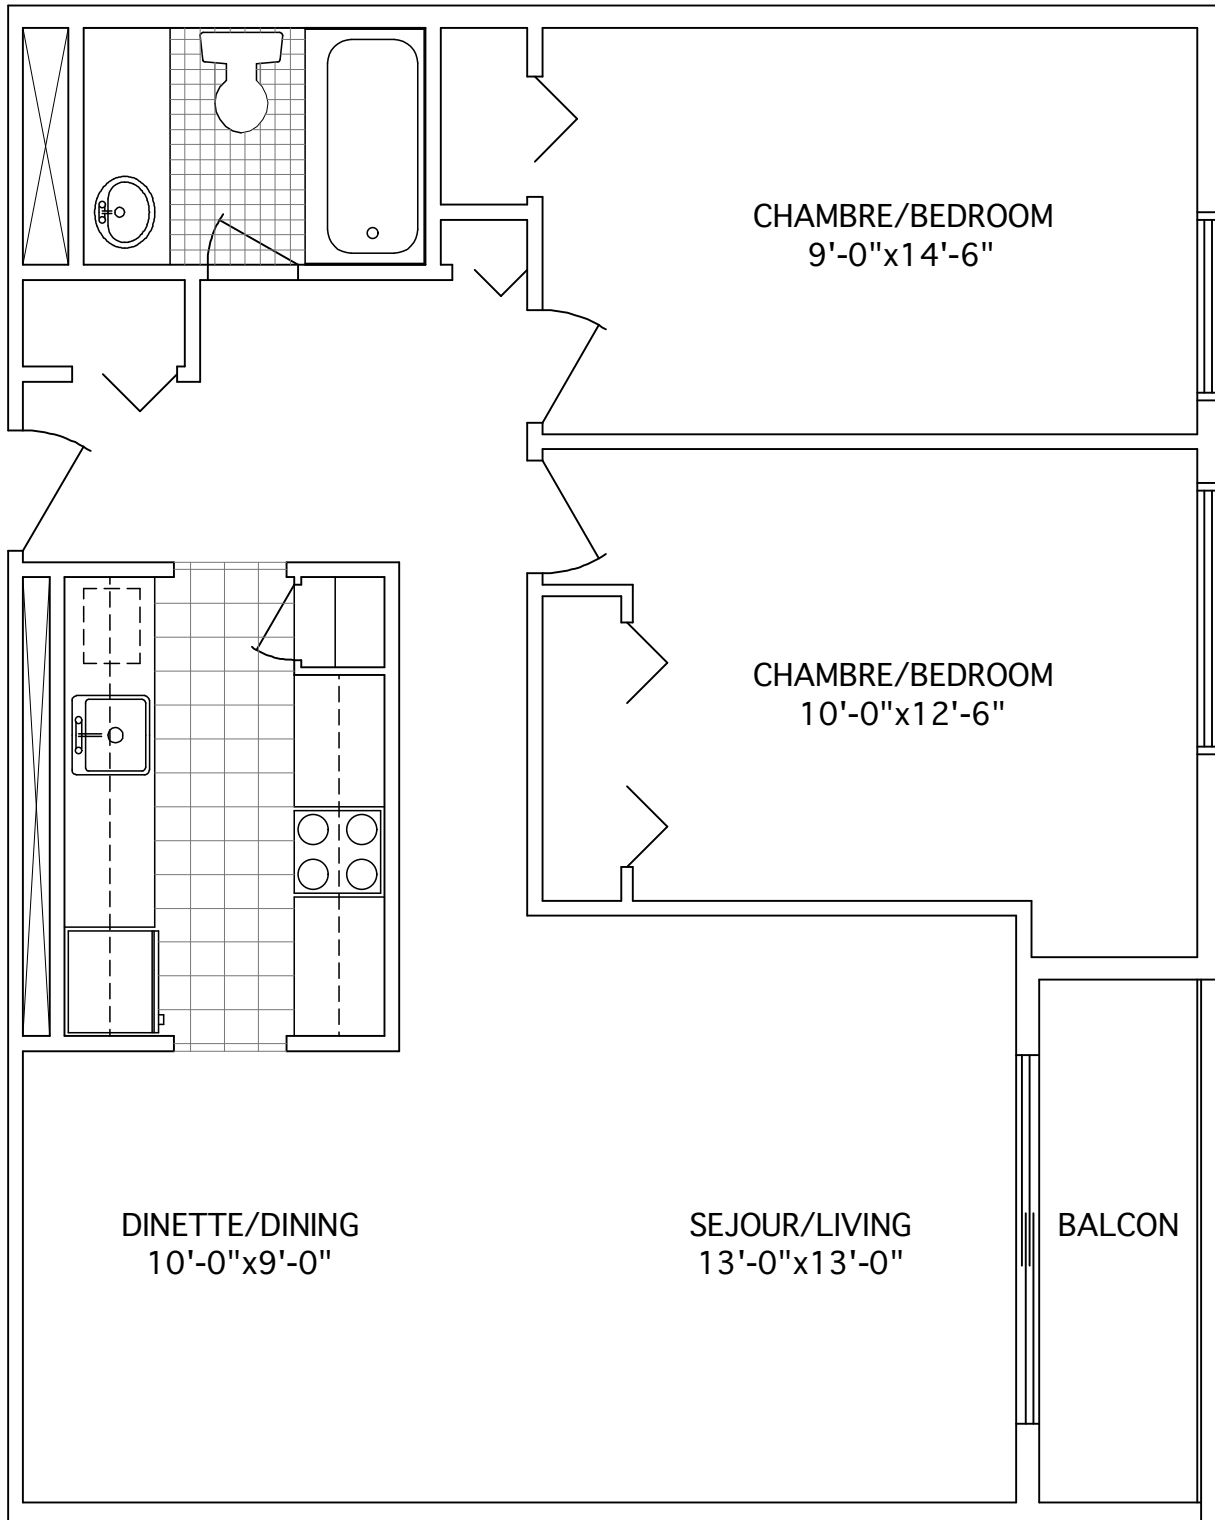 CHAMBRE/BEDROOM
9'-0"x14'-6"
CHAMBRE/BEDROOM
10'-0"x12'-6"
DINETTE/DINING
10'-0"x9'-0"
SEJOUR/LIVING
13'-0"x13'-0"
BALCON